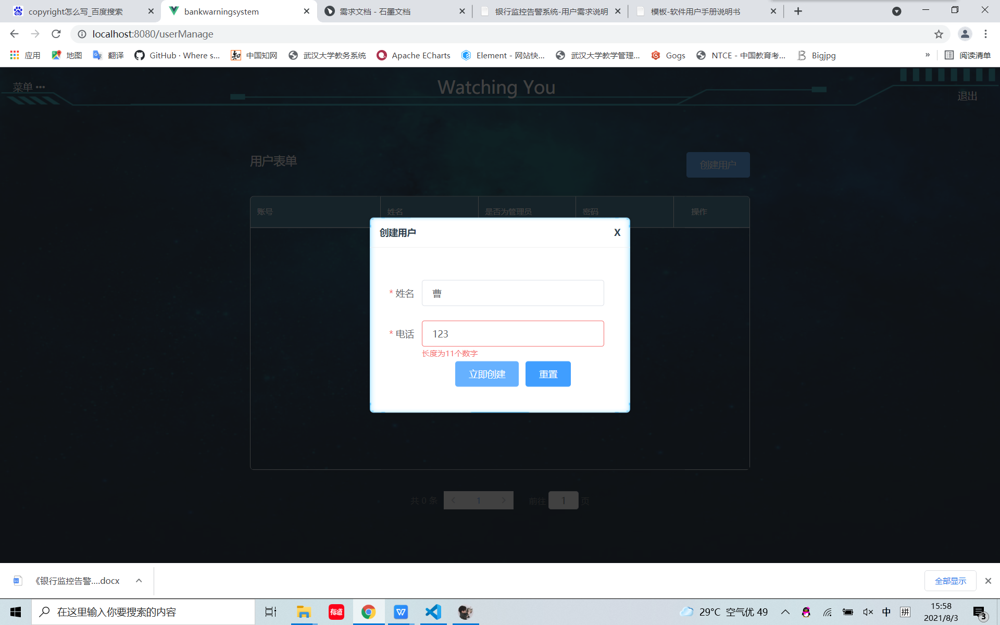 copyright怎么写_百度搜索
bankwarningsystem
需求文档 - 石墨文档
银行监控告警系统-用户需求说明
模板-软件用户手册说明书
localhost:8080/userManage
应用
地图
翻译
GitHub · Where s...
中国知网
武汉大学教务系统
Apache ECharts
Element - 网站快...
武汉大学教学管理...
Gogs
NTCE - 中国教育考...
Bigjpg
»
阅读清单
菜单 •••
Watching You
退出
用户表单
创建用户
账号
姓名
是否为管理员
密码
操作
创建用户
X
* 姓名
曹
* 电话
123
长度为11个数字
立即创建
重置
共 0 条
1
前往
1
页
《银行监控告警....docx
全部显示
在这里输入你要搜索的内容
有道
29°C 空气优 49
中
拼
15:58
2021/8/3
3